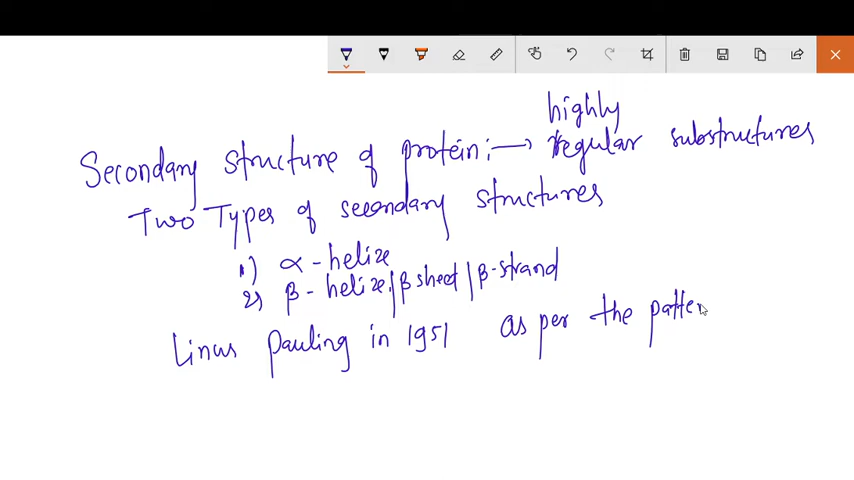 highly
Secondary structure of protein:→ regular substructures
Two Types of secondary structures
1) α-helix
2) β-helix/β sheet/β-strand
Linus Pauling in 1951 as per the patter